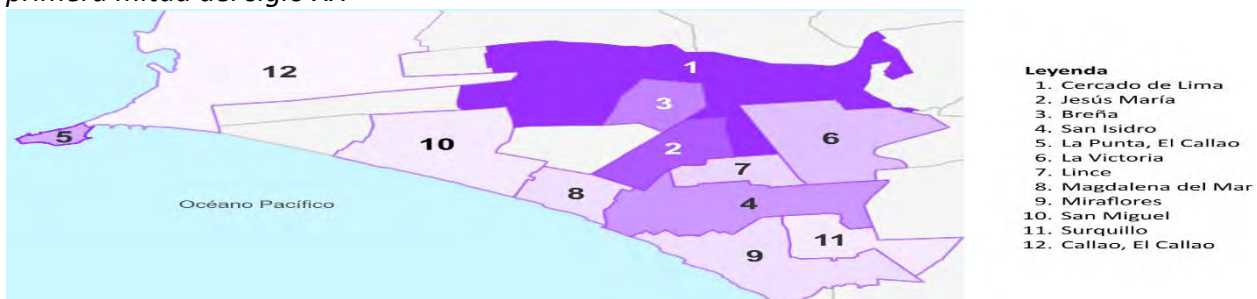 primera mitad del siglo XX
12
1
3
5
10
6
2
7
8
4
Océano Pacífico
11
9
Leyenda
1. Cercado de Lima
2. Jesús María
3. Breña
4. San Isidro
5. La Punta, El Callao
6. La Victoria
7. Lince
8. Magdalena del Mar
9. Miraflores
10. San Miguel
11. Surquillo
12. Callao, El Callao